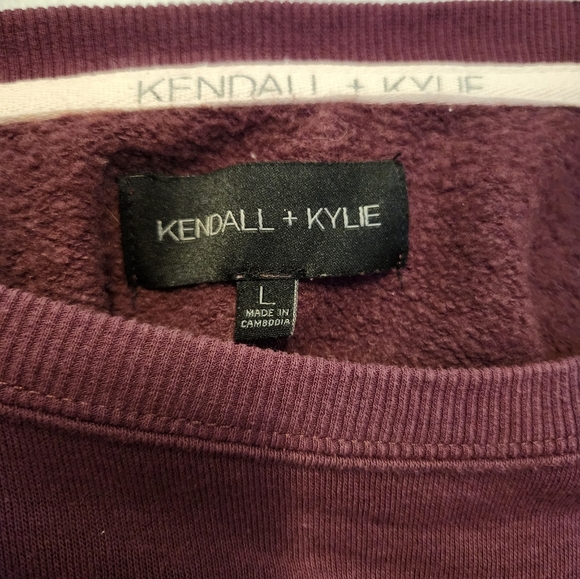 KENDALL + KYLIE
KENDALL + KYLIE
L
MADE IN
CAMBODIA